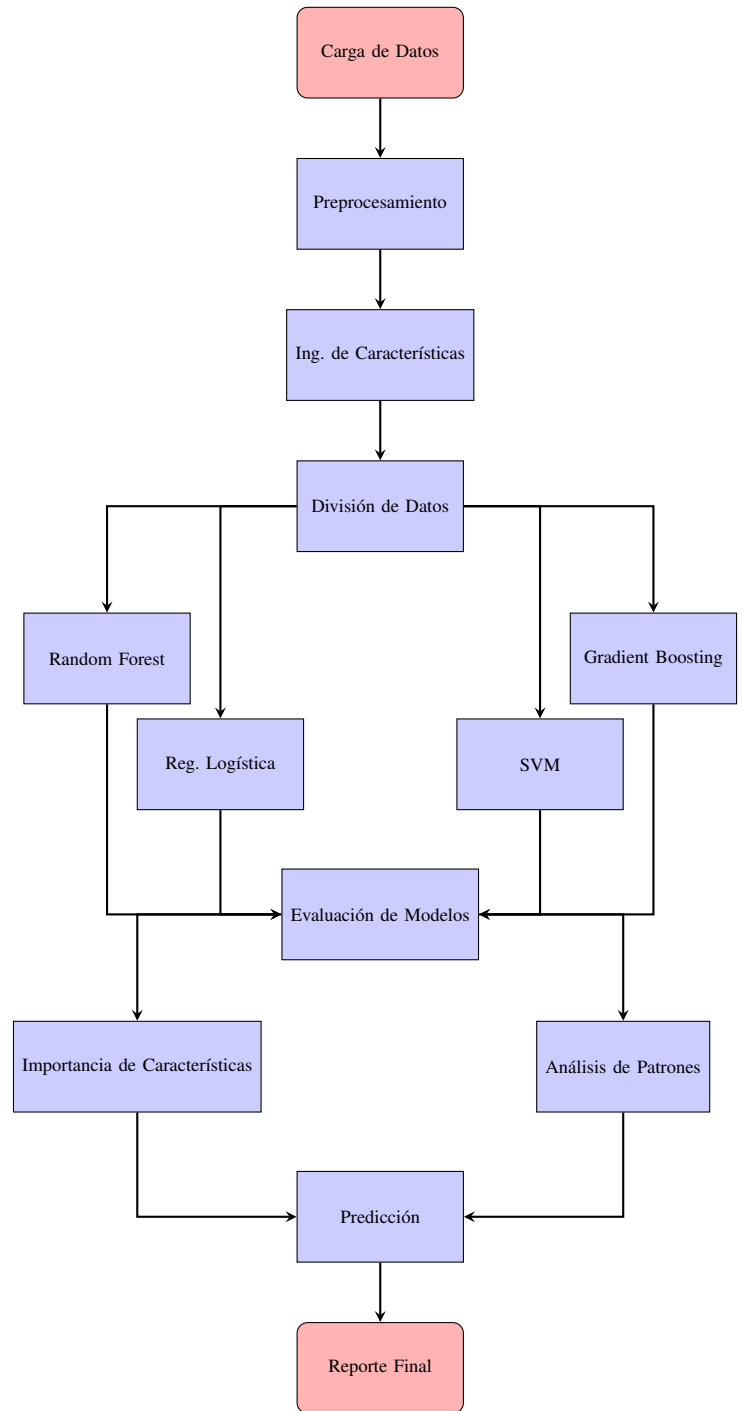 Carga de Datos
Preprocesamiento
Ing. de Características
División de Datos
Random Forest
Gradient Boosting
Reg. Logística
SVM
Evaluación de Modelos
Importancia de Características
Análisis de Patrones
Predicción
Reporte Final